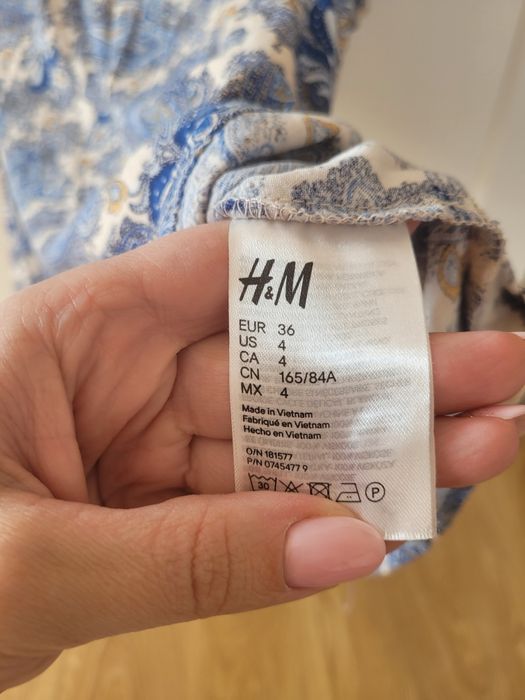 H&M
EUR 36
US 4
CA 4
CN 165/84A
MX 4
Made in Vietnam
Fabriqué en Vietnam
Hecho en Vietnam
O/N 181577
P/N 0745477 9
30 P